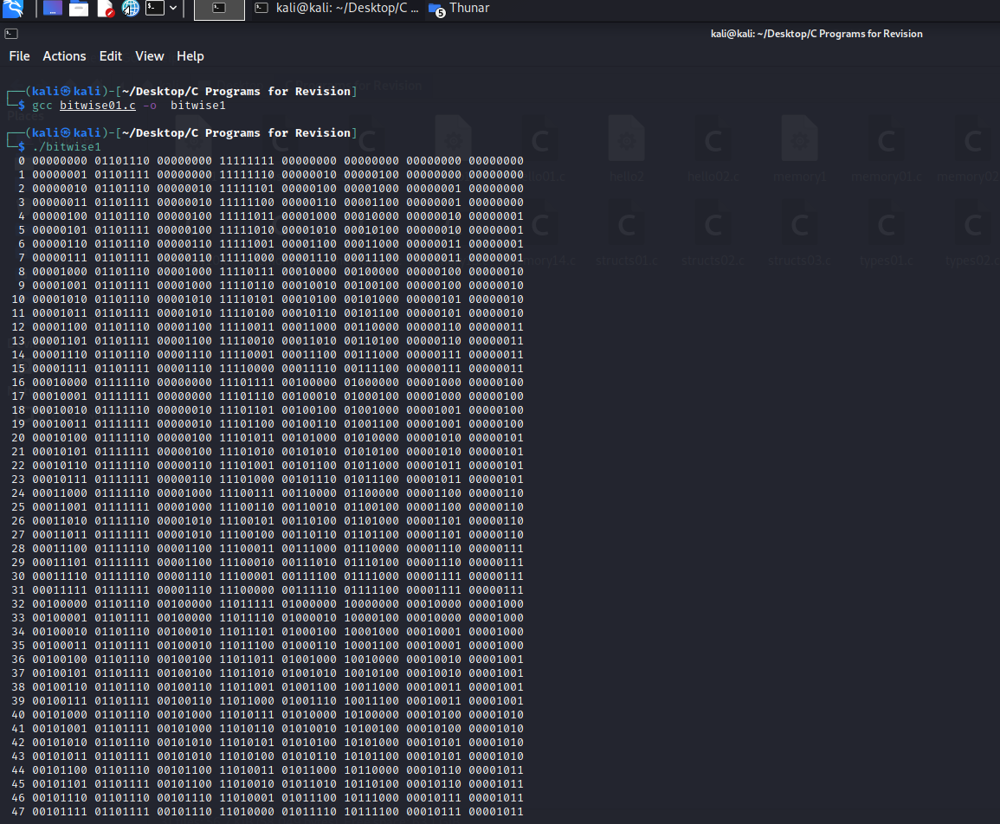 kali@kali: ~/Desktop/C ...
5 Thunar
kali@kali: ~/Desktop/C Programs for Revision
File Actions Edit View Help
┌──(kali㉿kali)-[~/Desktop/C Programs for Revision]
└─$ gcc bitwise01.c -o  bitwise1
┌──(kali㉿kali)-[~/Desktop/C Programs for Revision]
└─$ ./bitwise1
0 00000000 01101110 00000000 11111111 00000000 00000000 00000000 00000000
1 00000001 01101111 00000000 11111110 00000010 00000100 00000000 00000000
2 00000010 01101110 00000010 11111101 00000100 00001000 00000001 00000000
3 00000011 01101111 00000010 11111100 00000110 00001100 00000001 00000000
4 00000100 01101110 00000100 11111011 00001000 00010000 00000010 00000001
5 00000101 01101111 00000100 11111010 00001010 00010100 00000010 00000001
6 00000110 01101110 00000110 11111001 00001100 00011000 00000011 00000001
7 00000111 01101111 00000110 11111000 00001110 00011100 00000011 00000001
8 00001000 01101110 00001000 11110111 00010000 00100000 00000100 00000010
9 00001001 01101111 00001000 11110110 00010010 00100100 00000100 00000010
10 00001010 01101110 00001010 11110101 00010100 00101000 00000101 00000010
11 00001011 01101111 00001010 11110100 00010110 00101100 00000101 00000010
12 00001100 01101110 00001100 11110011 00011000 00110000 00000110 00000011
13 00001101 01101111 00001100 11110010 00011010 00110100 00000110 00000011
14 00001110 01101110 00001110 11110001 00011100 00111000 00000111 00000011
15 00001111 01101111 00001110 11110000 00011110 00111100 00000111 00000011
16 00010000 01111110 00000000 11101111 00100000 01000000 00001000 00000100
17 00010001 01111111 00000000 11101110 00100010 01000100 00001000 00000100
18 00010010 01111110 00000010 11101101 00100100 01001000 00001001 00000100
19 00010011 01111111 00000010 11101100 00100110 01001100 00001001 00000100
20 00010100 01111110 00000100 11101011 00101000 01010000 00001010 00000101
21 00010101 01111111 00000100 11101010 00101010 01010100 00001010 00000101
22 00010110 01111110 00000110 11101001 00101100 01011000 00001011 00000101
23 00010111 01111111 00000110 11101000 00101110 01011100 00001011 00000101
24 00011000 01111110 00001000 11100111 00110000 01100000 00001100 00000110
25 00011001 01111111 00001000 11100110 00110010 01100100 00001100 00000110
26 00011010 01111110 00001010 11100101 00110100 01101000 00001101 00000110
27 00011011 01111111 00001010 11100100 00110110 01101100 00001101 00000110
28 00011100 01111110 00001100 11100011 00111000 01110000 00001110 00000111
29 00011101 01111111 00001100 11100010 00111010 01110100 00001110 00000111
30 00011110 01111110 00001110 11100001 00111100 01111000 00001111 00000111
31 00011111 01111111 00001110 11100000 00111110 01111100 00001111 00000111
32 00100000 01101110 00100000 11011111 01000000 10000000 00010000 00001000
33 00100001 01101111 00100000 11011110 01000010 10000100 00010000 00001000
34 00100010 01101110 00100010 11011101 01000100 10001000 00010001 00001000
35 00100011 01101111 00100010 11011100 01000110 10001100 00010001 00001000
36 00100100 01101110 00100100 11011011 01001000 10010000 00010010 00001001
37 00100101 01101111 00100100 11011010 01001010 10010100 00010010 00001001
38 00100110 01101110 00100110 11011001 01001100 10011000 00010011 00001001
39 00100111 01101111 00100110 11011000 01001110 10011100 00010011 00001001
40 00101000 01101110 00101000 11010111 01010000 10100000 00010100 00001010
41 00101001 01101111 00101000 11010110 01010010 10100100 00010100 00001010
42 00101010 01101110 00101010 11010101 01010100 10101000 00010101 00001010
43 00101011 01101111 00101010 11010100 01010110 10101100 00010101 00001010
44 00101100 01101110 00101100 11010011 01011000 10110000 00010110 00001011
45 00101101 01101111 00101100 11010010 01011010 10110100 00010110 00001011
46 00101110 01101110 00101110 11010001 01011100 10111000 00010111 00001011
47 00101111 01101111 00101110 11010000 01011110 10111100 00010111 00001011
hello2 hello02.c memory1 memory01.c
structs01.c structs02.c structs03.c types01.c